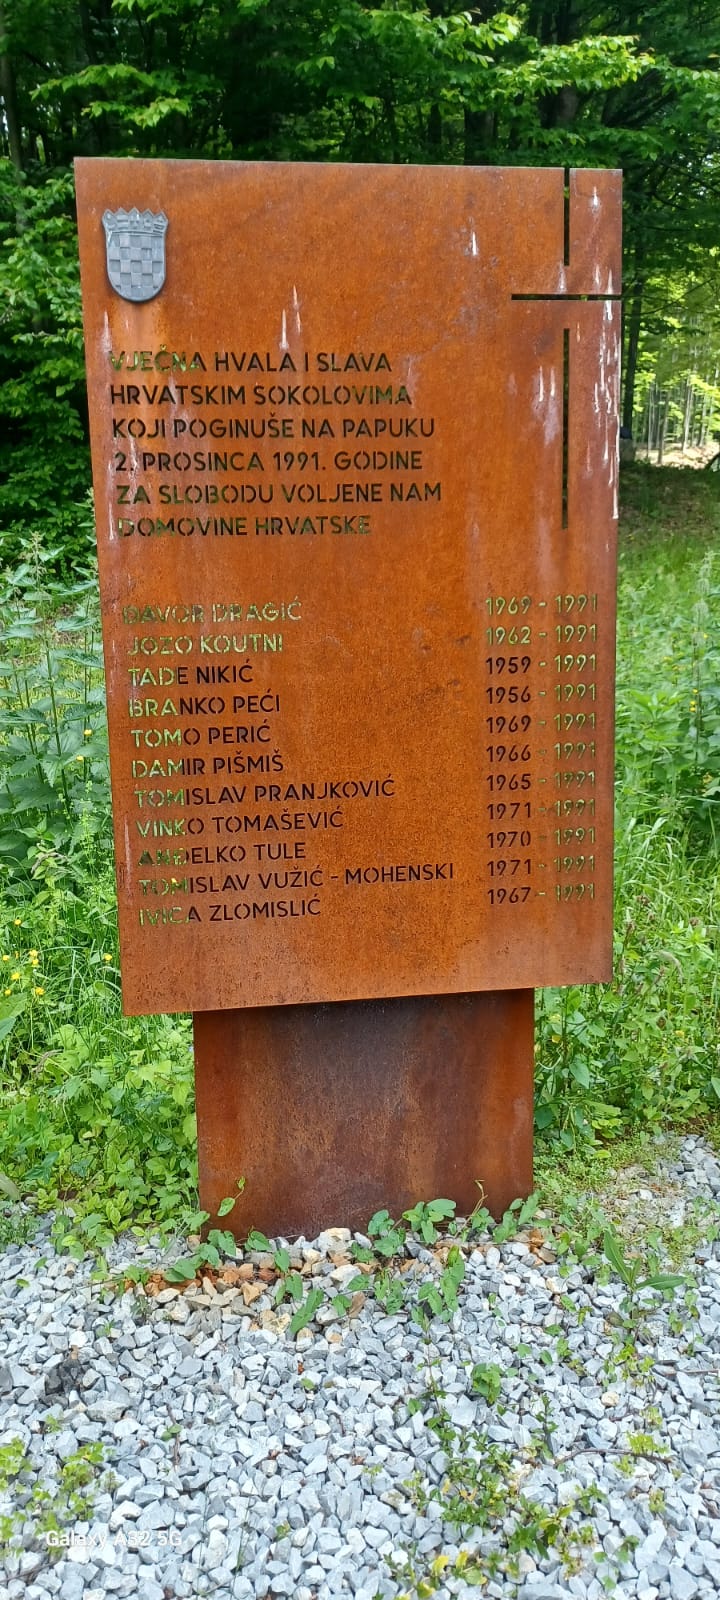 VJEČNA HVALA I SLAVA
HRVATSKIM SOKOLOVIMA
KOJI POGINUŠE NA PAPUKU
2. PROSINCA 1991. GODINE
ZA SLOBODU VOLJENE NAM
DOMOVINE HRVATSKE
DAVOR DRAGIĆ 1969 - 1991
JOZO KOUTNI 1962 - 1991
TADE NIKIĆ 1959 - 1991
BRANKO PEĆI 1956 - 1991
TOMO PERIĆ 1969 - 1991
DAMIR PIŠMIŠ 1966 - 1991
TOMISLAV PRANJKOVIĆ 1965 - 1991
VINKO TOMAŠEVIĆ 1971 - 1991
ANĐELKO TULE 1970 - 1991
TOMISLAV VUŽIĆ - MOHENSKI 1971 - 1991
IVICA ZLOMISLIĆ 1967 - 1991
Galaxy A32 5G